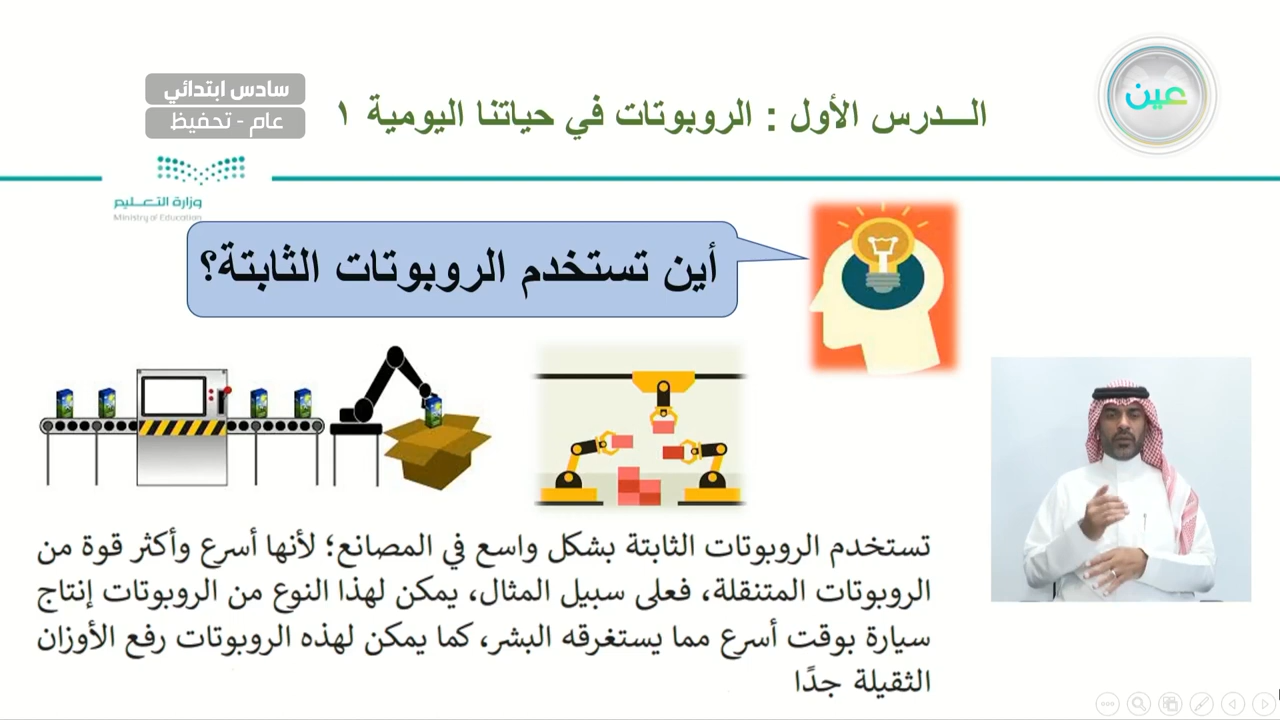 عين
الـــدرس الأول : الروبوتات في حياتنا اليومية ١
سادس ابتدائي
عام - تحفيظ
وزارة التعـــليم
Ministry of Education
أين تستخدم الروبوتات الثابتة؟
تستخدم الروبوتات الثابتة بشكل واسع في المصانع؛ لأنها أسرع وأكثر قوة من
الروبوتات المتنقلة، فعلى سبيل المثال، يمكن لهذا النوع من الروبوتات إنتاج
سيارة بوقت أسرع مما يستغرقه البشر، كما يمكن لهذه الروبوتات رفع الأوزان
الثقيلة جدًا